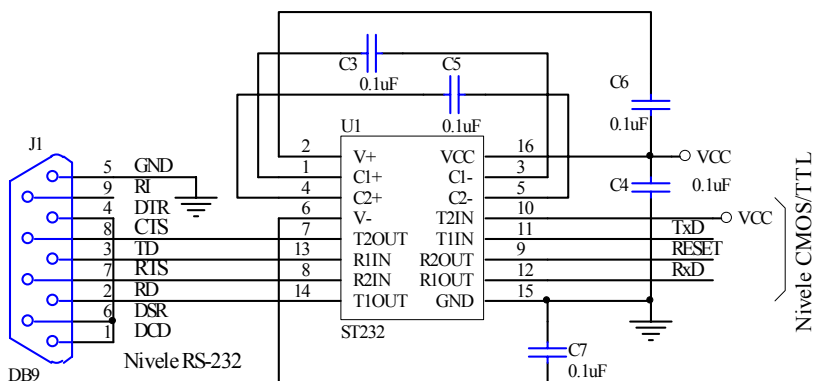 C3
0.1uF
C5
0.1uF
C6
0.1uF
U1
J1
2 V+ VCC 16 VCC
1 C1+ C1- 3
4 C2+ C2- 5
C4 0.1uF
6 V- T2IN 10 VCC
7 T2OUT T1IN 11 TxD
13 R1IN R2OUT 9 RESET
8 R2IN R1OUT 12 RxD
14 T1OUT GND 15
ST232
5 GND
9 RI
4 DTR
8 CTS
3 TD
7 RTS
2 RD
6 DSR
1 DCD
DB9
Nivele RS-232
C7
0.1uF
Nivele CMOS/TTL